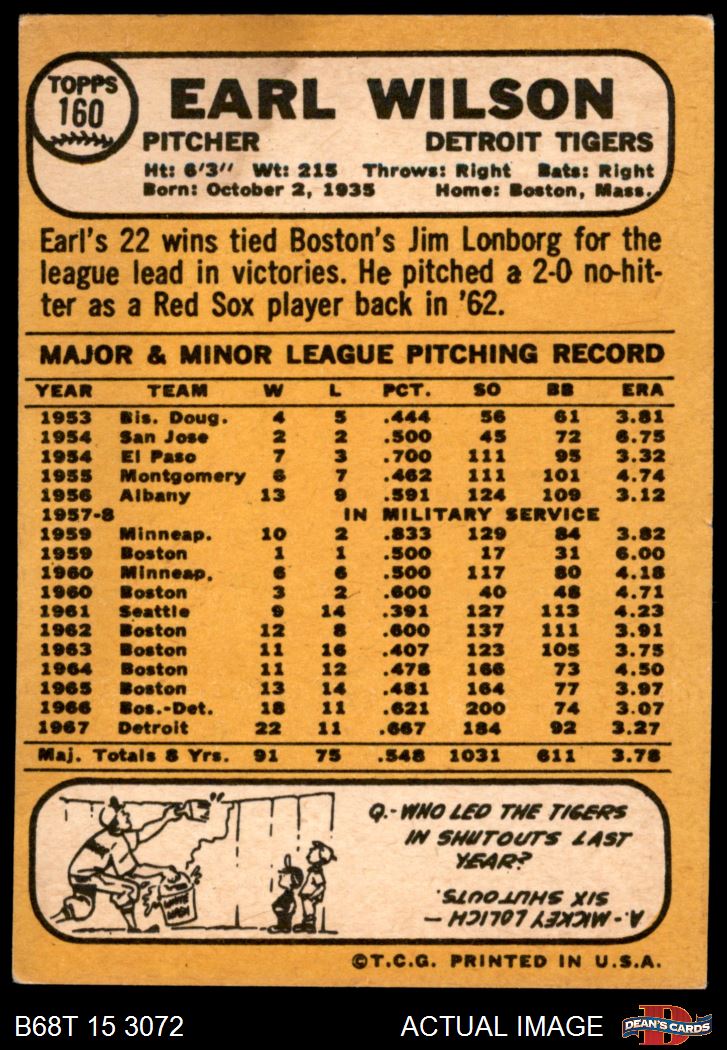 TOPPS
160
EARL WILSON
PITCHER DETROIT TIGERS
Ht: 6'3" Wt: 215 Throws: Right Bats: Right
Born: October 2, 1935 Home: Boston, Mass.
Earl's 22 wins tied Boston's Jim Lonborg for the
league lead in victories. He pitched a 2-0 no-hit-
ter as a Red Sox player back in '62.
MAJOR & MINOR LEAGUE PITCHING RECORD
YEAR TEAM W L PCT. SO BB ERA
1953 Bis. Doug. 4 5 .444 56 61 3.81
1954 San Jose 2 2 .500 45 72 6.75
1954 El Paso 7 3 .700 111 95 3.32
1955 Montgomery 6 7 .462 111 101 4.74
1956 Albany 13 9 .591 124 109 3.12
1957-8 IN MILITARY SERVICE
1959 Minneap. 10 2 .833 129 84 3.82
1959 Boston 1 1 .500 17 31 6.00
1960 Minneap. 6 6 .500 117 80 4.18
1960 Boston 3 2 .600 40 48 4.71
1961 Seattle 9 14 .391 127 113 4.23
1962 Boston 12 8 .600 137 111 3.91
1963 Boston 11 16 .407 123 105 3.75
1964 Boston 11 12 .478 166 73 4.50
1965 Boston 13 14 .481 164 77 3.97
1966 Bos.-Det. 18 11 .621 200 74 3.07
1967 Detroit 22 11 .667 184 92 3.27
Maj. Totals 8 Yrs. 91 75 .548 1031 611 3.78
Q.- WHO LED THE TIGERS
IN SHUTOUTS LAST
YEAR?
A.- MICKEY LOLICH —
SIX SHUTOUTS.
WHITE
WASH
©T.C.G. PRINTED IN U.S.A.
B68T 15 3072 ACTUAL IMAGE
DEAN'S CARDS